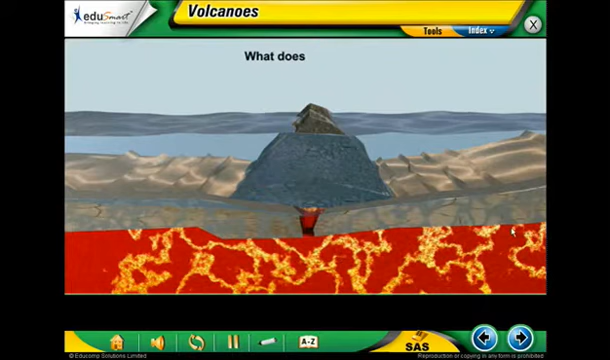 eduSmart
Volcanoes
Tools
Index
X
What does
A-Z
SAS
© Educomp Solutions Limited
Reproduction or copying in any form is prohibited